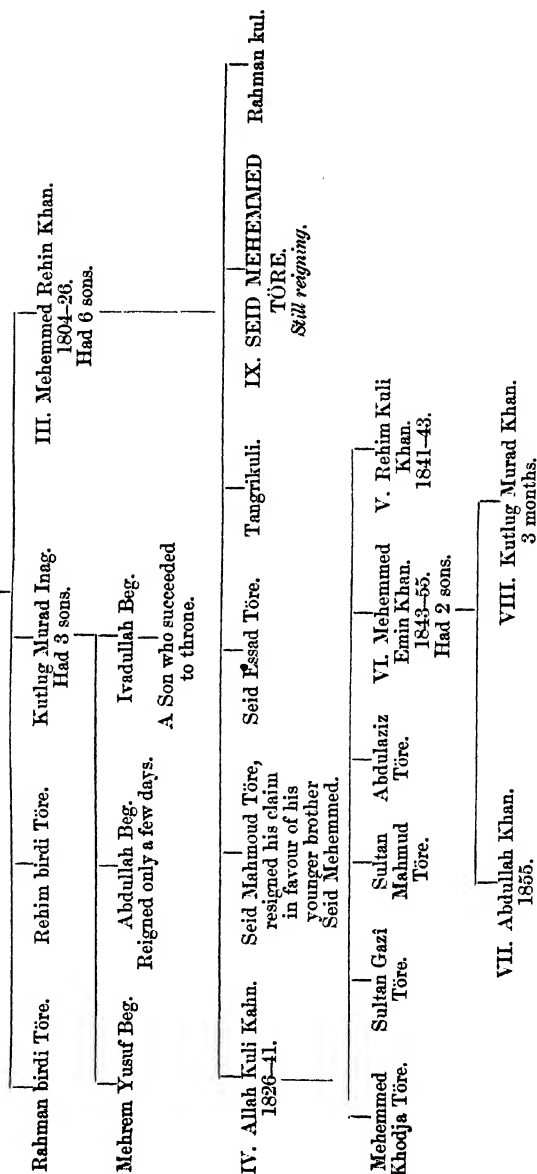 Rahman birdi Töre.
Rehim birdi Töre.
Kutlug Murad Inag.
Had 3 sons.
III. Mehemmed Rehin Khan.
1804–26.
Had 6 sons.
Mehrem Yusuf Beg.
Abdullah Beg.
Reigned only a few days.
Ivadullah Beg.
A Son who succeeded
to throne.
IV. Allah Kuli Kahn.
1826–41.
Seid Mahmoud Töre,
resigned his claim
in favour of his
younger brother
Seid Mehemmed.
Seid Essad Töre.
Tangrikuli.
IX. SEID MEHEMMED
TÖRE.
Still reigning.
Rahman kul.
Mehemmed
Khodja Töre.
Sultan Gazi
Töre.
Sultan
Mahmud
Töre.
Abdulaziz
Töre.
VI. Mehemmed
Emin Khan.
1843–55.
Had 2 sons.
V. Rehim Kuli
Khan.
1841–43.
VII. Abdullah Khan.
1855.
VIII. Kutlug Murad Khan.
3 months.